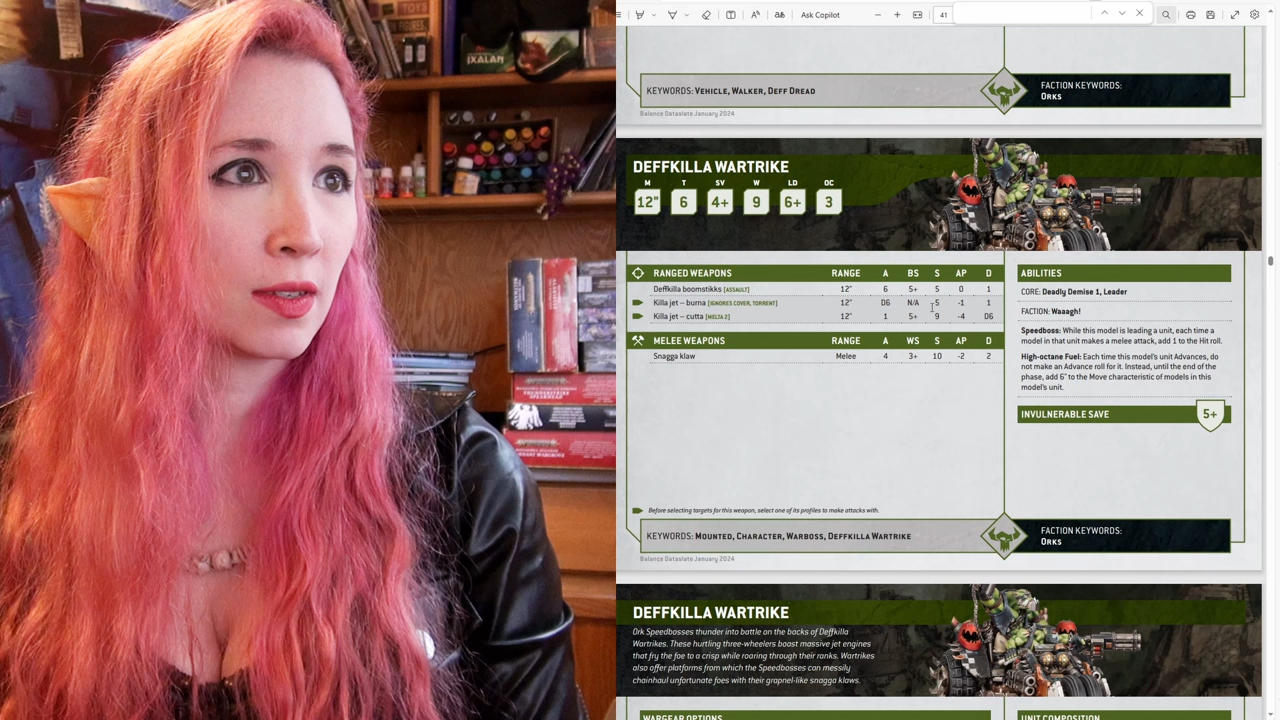 TOYS
FIGURES
IXALAN
Ask Copilot
41
KEYWORDS: VEHICLE, WALKER, DEFF DREAD
FACTION KEYWORDS:
ORKS
Balance Dataslate January 2024
DEFFKILLA WARTRIKE
M T SV W LD OC
12" 6 4+ 9 6+ 3
RANGED WEAPONS RANGE A BS S AP D
Deffkilla boomstikks [ASSAULT] 12" 6 5+ 5 0 1
Killa jet – burna [IGNORES COVER, TORRENT] 12" D6 N/A 5 -1 1
Killa jet – cutta [MELTA 2] 12" 1 5+ 9 -4 D6
MELEE WEAPONS RANGE A WS S AP D
Snagga klaw Melee 4 3+ 10 -2 2
Before selecting targets for this weapon, select one of its profiles to make attacks with.
ABILITIES
CORE: Deadly Demise 1, Leader
FACTION: Waaagh!
Speedboss: While this model is leading a unit, each time a
model in that unit makes a melee attack, add 1 to the Hit roll.
High-octane Fuel: Each time this model's unit Advances, do
not make an Advance roll for it. Instead, until the end of the
phase, add 6" to the Move characteristic of models in this
model's unit.
INVULNERABLE SAVE 5+
KEYWORDS: MOUNTED, CHARACTER, WARBOSS, DEFFKILLA WARTRIKE
FACTION KEYWORDS:
ORKS
Balance Dataslate January 2024
DEFFKILLA WARTRIKE
Ork Speedbosses thunder into battle on the backs of Deffkilla
Wartrikes. These hurtling three-wheelers boast massive jet engines
that fry the foe to a crisp while roaring through their ranks. Wartrikes
also offer platforms from which the Speedbosses can messily
chainhaul unfortunate foes with their grapnel-like snagga klaws.
WARGEAR OPTIONS
UNIT COMPOSITION